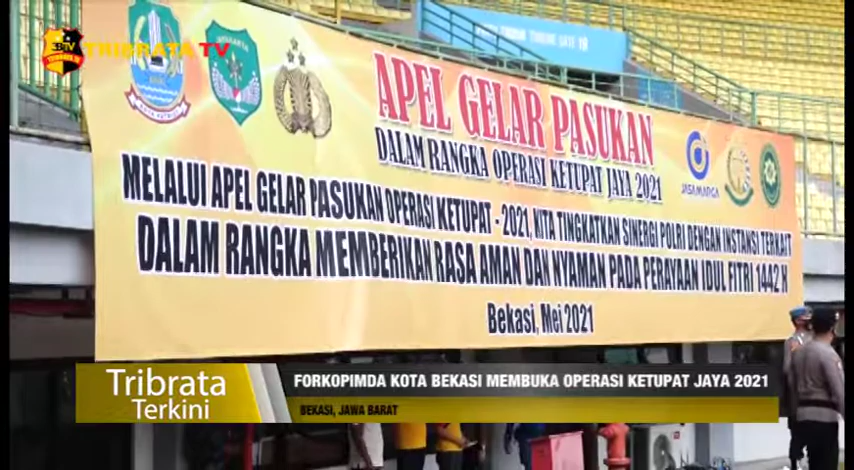 TRIBRATA TV
APEL GELAR PASUKAN
DALAM RANGKA OPERASI KETUPAT JAYA 2021
JASAMARGA
MELALUI APEL GELAR PASUKAN OPERASI KETUPAT - 2021, KITA TINGKATKAN SINERGI POLRI DENGAN INSTANSI TERKAIT
DALAM RANGKA MEMBERIKAN RASA AMAN DAN NYAMAN PADA PERAYAAN IDUL FITRI 1442 H
Bekasi, Mei 2021
Tribrata
Terkini
FORKOPIMDA KOTA BEKASI MEMBUKA OPERASI KETUPAT JAYA 2021
BEKASI, JAWA BARAT